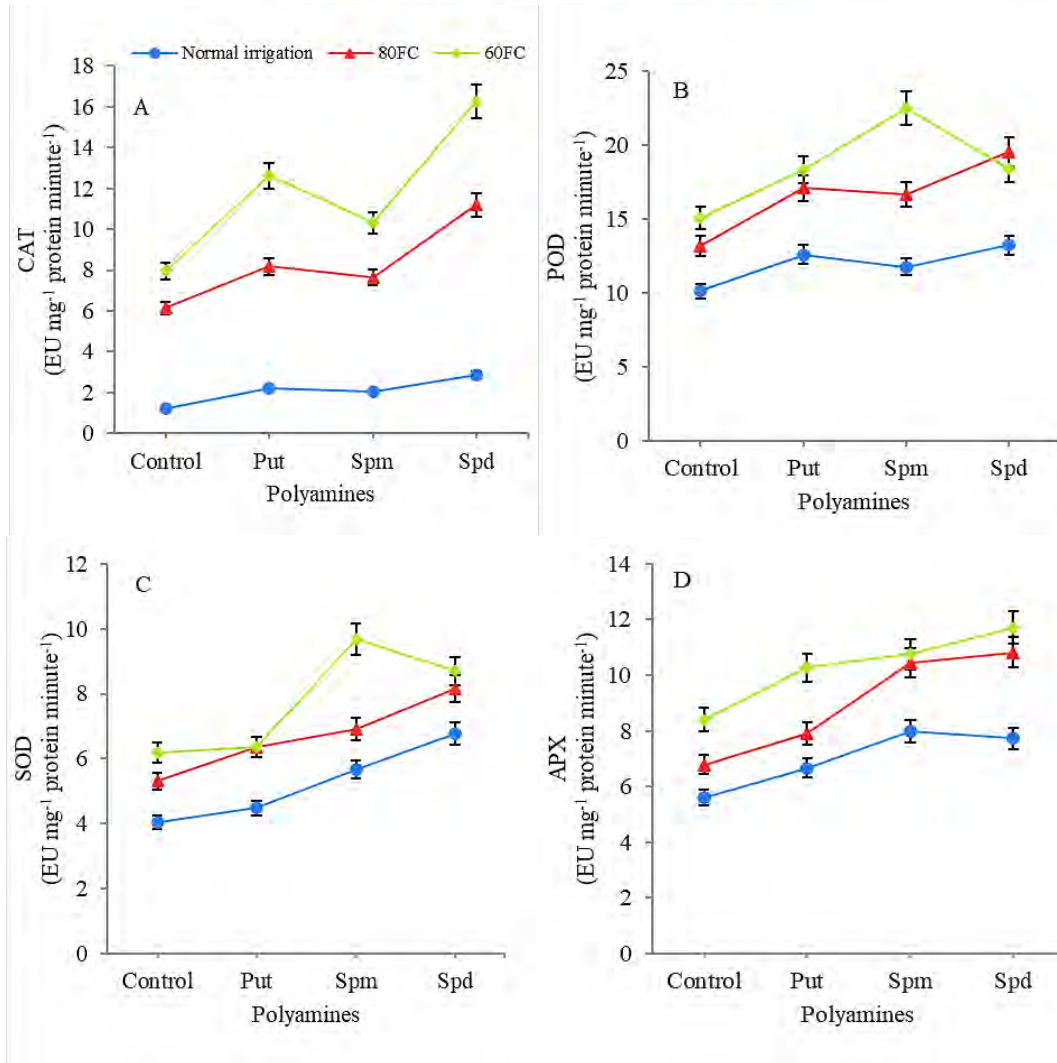 Normal irrigation 80FC 60FC
A
CAT
(EU mg⁻¹ protein minute⁻¹)
18
16
14
12
10
8
6
4
2
0
Control Put Spm Spd
Polyamines
B
POD
(EU mg⁻¹ protein minute⁻¹)
25
20
15
10
5
0
Control Put Spm Spd
Polyamines
C
SOD
(EU mg⁻¹ protein minute⁻¹)
12
10
8
6
4
2
0
Control Put Spm Spd
Polyamines
D
APX
(EU mg⁻¹ protein minute⁻¹)
14
12
10
8
6
4
2
0
Control Put Spm Spd
Polyamines